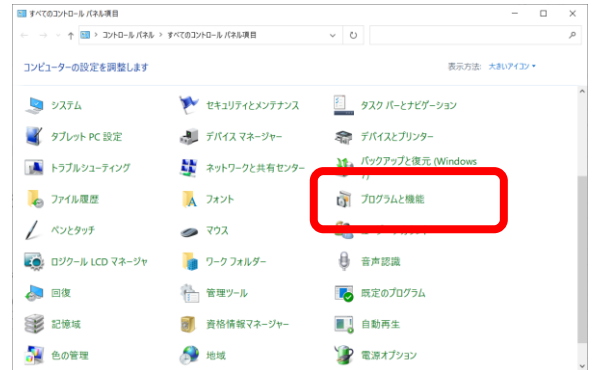 すべてのコントロール パネル項目
コントロール パネル > すべてのコントロール パネル項目
コンピューターの設定を調整します
表示方法: 大きいアイコン
システム
セキュリティとメンテナンス
タスク バーとナビゲーション
タブレット PC 設定
デバイス マネージャー
デバイスとプリンター
トラブルシューティング
ネットワークと共有センター
バックアップと復元 (Windows
ファイル履歴
フォント
プログラムと機能
ペンとタッチ
マウス
ロジクール LCD マネージャ
ワーク フォルダー
音声認識
回復
管理ツール
既定のプログラム
記憶域
資格情報マネージャー
自動再生
色の管理
地域
電源オプション